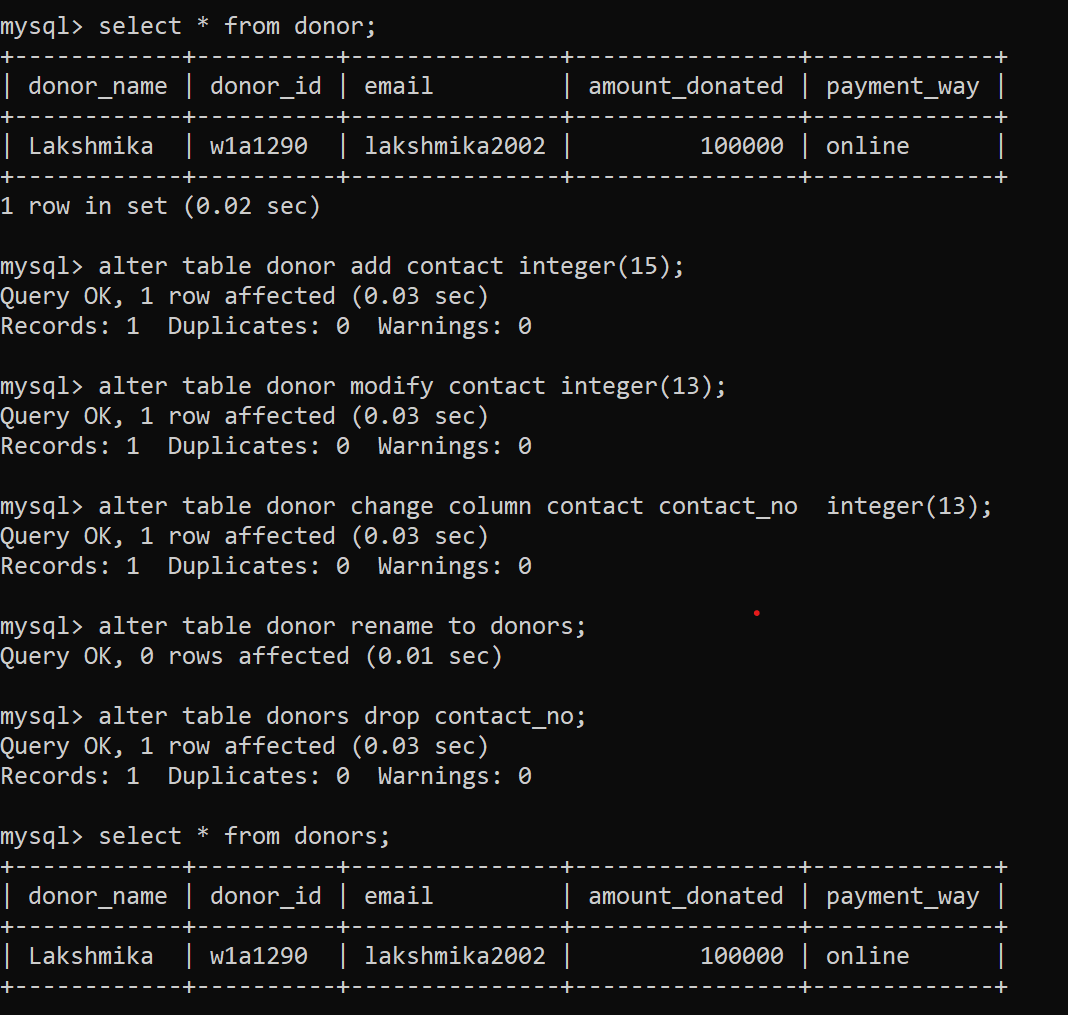 mysql> select * from donor;
+------------+----------+---------------+----------------+-------------+
| donor_name | donor_id | email         | amount_donated | payment_way |
+------------+----------+---------------+----------------+-------------+
| Lakshmika  | w1a1290  | lakshmika2002 |         100000 | online      |
+------------+----------+---------------+----------------+-------------+
1 row in set (0.02 sec)

mysql> alter table donor add contact integer(15);
Query OK, 1 row affected (0.03 sec)
Records: 1  Duplicates: 0  Warnings: 0

mysql> alter table donor modify contact integer(13);
Query OK, 1 row affected (0.03 sec)
Records: 1  Duplicates: 0  Warnings: 0

mysql> alter table donor change column contact contact_no  integer(13);
Query OK, 1 row affected (0.03 sec)
Records: 1  Duplicates: 0  Warnings: 0

mysql> alter table donor rename to donors;
Query OK, 0 rows affected (0.01 sec)

mysql> alter table donors drop contact_no;
Query OK, 1 row affected (0.03 sec)
Records: 1  Duplicates: 0  Warnings: 0

mysql> select * from donors;
+------------+----------+---------------+----------------+-------------+
| donor_name | donor_id | email         | amount_donated | payment_way |
+------------+----------+---------------+----------------+-------------+
| Lakshmika  | w1a1290  | lakshmika2002 |         100000 | online      |
+------------+----------+---------------+----------------+-------------+